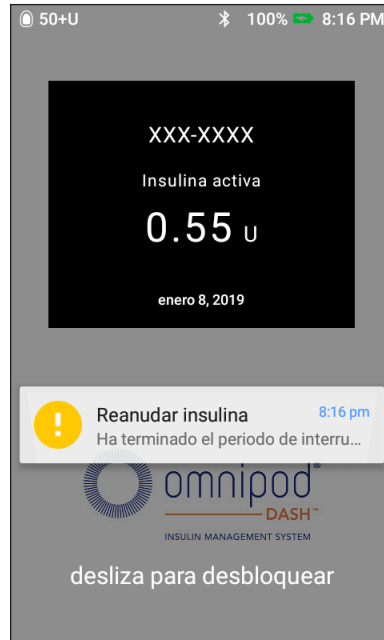 50+U 100% 8:16 PM
XXX-XXXX
Insulina activa
0.55 U
enero 8, 2019
Reanudar insulina 8:16 pm
Ha terminado el periodo de interru...
omnipod®
DASH™
INSULIN MANAGEMENT SYSTEM
desliza para desbloquear